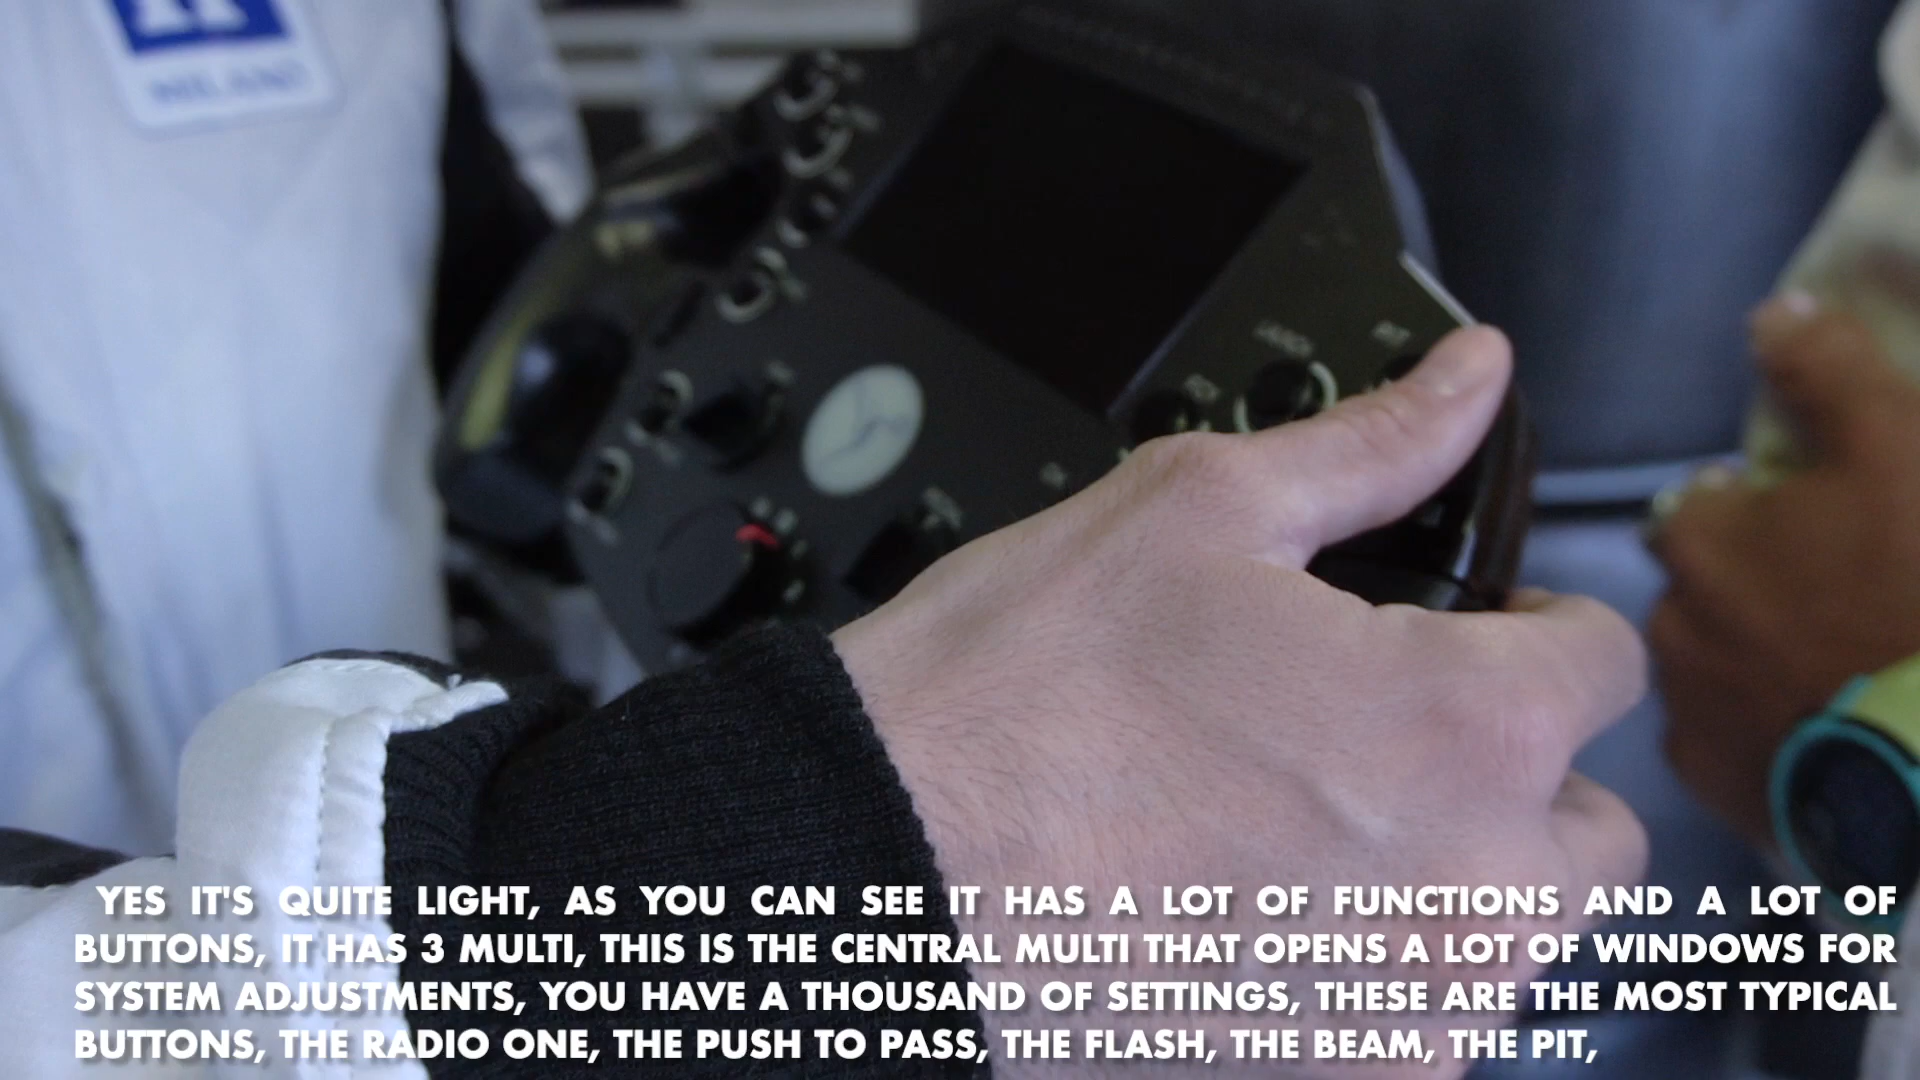 MILANO
YES IT'S QUITE LIGHT, AS YOU CAN SEE IT HAS A LOT OF FUNCTIONS AND A LOT OF
BUTTONS, IT HAS 3 MULTI, THIS IS THE CENTRAL MULTI THAT OPENS A LOT OF WINDOWS FOR
SYSTEM ADJUSTMENTS, YOU HAVE A THOUSAND OF SETTINGS, THESE ARE THE MOST TYPICAL
BUTTONS, THE RADIO ONE, THE PUSH TO PASS, THE FLASH, THE BEAM, THE PIT,